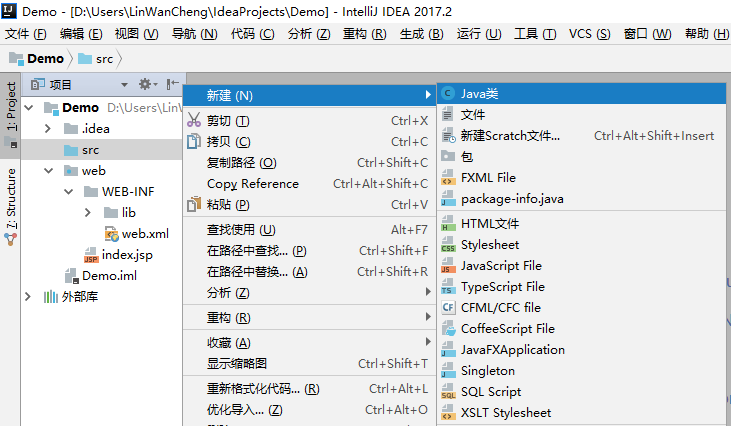 Demo - [D:\Users\LinWanCheng\IdeaProjects\Demo] - IntelliJ IDEA 2017.2
文件 (F) 编辑 (E) 视图 (V) 导航 (N) 代码 (C) 分析 (Z) 重构 (R) 生成 (B) 运行 (U) 工具 (T) VCS (S) 窗口 (W) 帮助 (H)
Demo src
1: Project
7: Structure
项目
Demo D:\Users\LinW
.idea
src
web
WEB-INF
lib
web.xml
index.jsp
Demo.iml
外部库
新建 (N)
剪切 (T) Ctrl+X
拷贝 (C) Ctrl+C
复制路径 (O) Ctrl+Shift+C
Copy Reference Ctrl+Alt+Shift+C
粘贴 (P) Ctrl+V
查找使用 (U) Alt+F7
在路径中查找... (P) Ctrl+Shift+F
在路径中替换... (A) Ctrl+Shift+R
分析 (Z)
重构 (R)
收藏 (A)
显示缩略图 Ctrl+Shift+T
重新格式化代码... (R) Ctrl+Alt+L
优化导入... (Z) Ctrl+Alt+O
Java类
文件
新建Scratch文件... Ctrl+Alt+Shift+Insert
包
FXML File
package-info.java
HTML文件
Stylesheet
JavaScript File
TypeScript File
CFML/CFC file
CoffeeScript File
JavaFXApplication
Singleton
SQL Script
XSLT Stylesheet